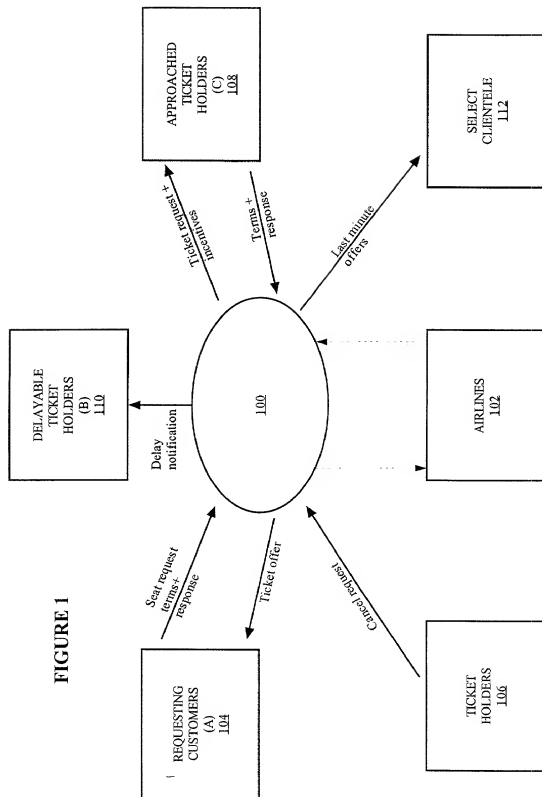 FIGURE 1
DELAYABLE
TICKET
HOLDERS
(B)
110
REQUESTING
CUSTOMERS
(A)
104
Seat request
terms+
response
Ticket offer
Delay
notification
Ticket request +
incentives
Terms+
response
APPROACHED
TICKET
HOLDERS
(C)
108
100
Cancel request
Last minute
offers
TICKET
HOLDERS
106
AIRLINES
102
SELECT
CLIENTELE
112